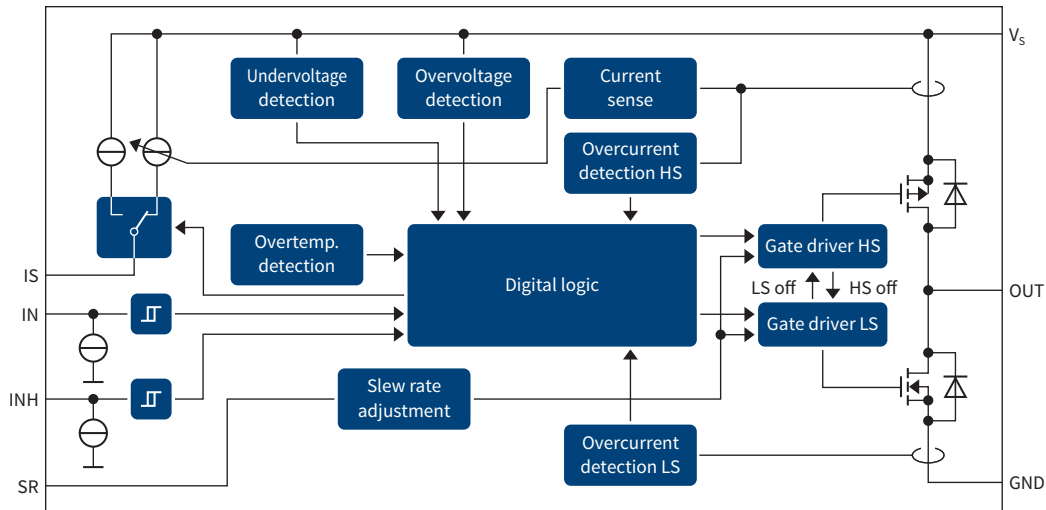 V_S
Undervoltage
detection
Overvoltage
detection
Current
sense
Overcurrent
detection HS
Overtemp.
detection
Digital logic
Gate driver HS
LS off
HS off
Gate driver LS
IS
IN
OUT
INH
Slew rate
adjustment
Overcurrent
detection LS
SR
GND